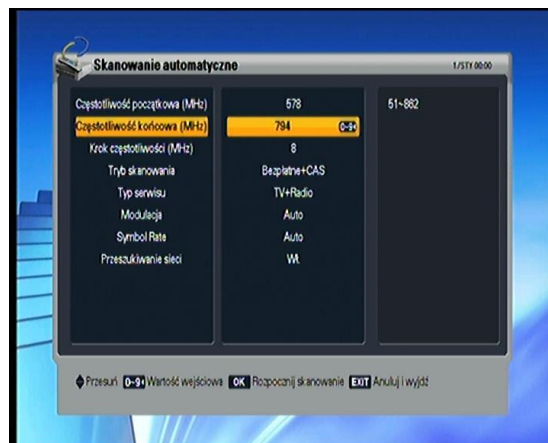 Skanowanie automatyczne 1/STY 00:00
Częstotliwość początkowa (MHz) 578 51~862
Częstotliwość końcowa (MHz) 794 0-9
Krok częstotliwości (MHz) 8
Tryb skanowania Bezpłatne+CAS
Typ serwisu TV+Radio
Modulacja Auto
Symbol Rate Auto
Przeszukiwanie sieci Wł.
Przesuń 0-9 Wartość wejściowa OK Rozpocznij skanowanie EXIT Anuluj i wyjdź